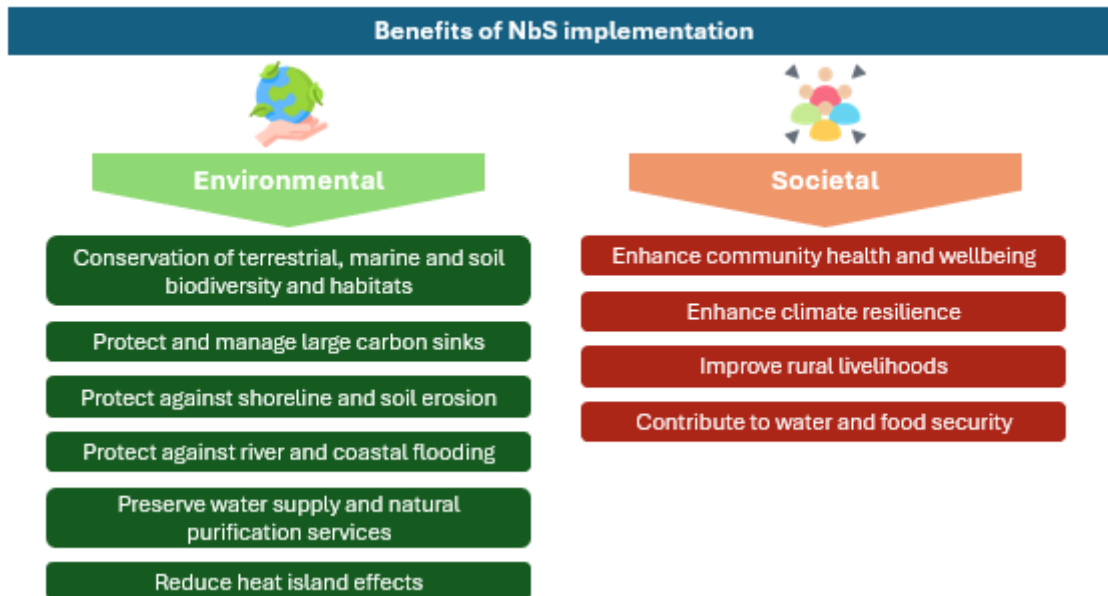 Benefits of NbS implementation
Environmental
Conservation of terrestrial, marine and soil
biodiversity and habitats
Protect and manage large carbon sinks
Protect against shoreline and soil erosion
Protect against river and coastal flooding
Preserve water supply and natural
purification services
Reduce heat island effects
Societal
Enhance community health and wellbeing
Enhance climate resilience
Improve rural livelihoods
Contribute to water and food security